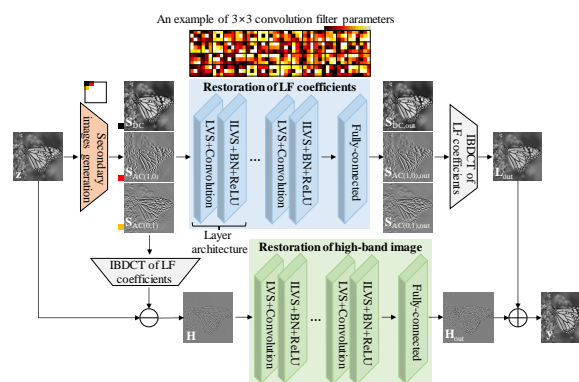 An example of 3×3 convolution filter parameters
Restoration of LF coefficients
z
Secondary images generation
S_DC
S_AC(1,0)
S_AC(0,1)
LVS+Convolution
ILVS+BN+ReLU
...
LVS+Convolution
ILVS+BN+ReLU
Fully-connected
Layer
architecture
S_DC,out
S_AC(1,0),out
S_AC(0,1),out
IBDCT of
LF coefficients
L_out
IBDCT of LF
coefficients
Restoration of high-band image
H
LVS+Convolution
ILVS+BN+ReLU
...
LVS+Convolution
ILVS+BN+ReLU
Fully-connected
H_out
y